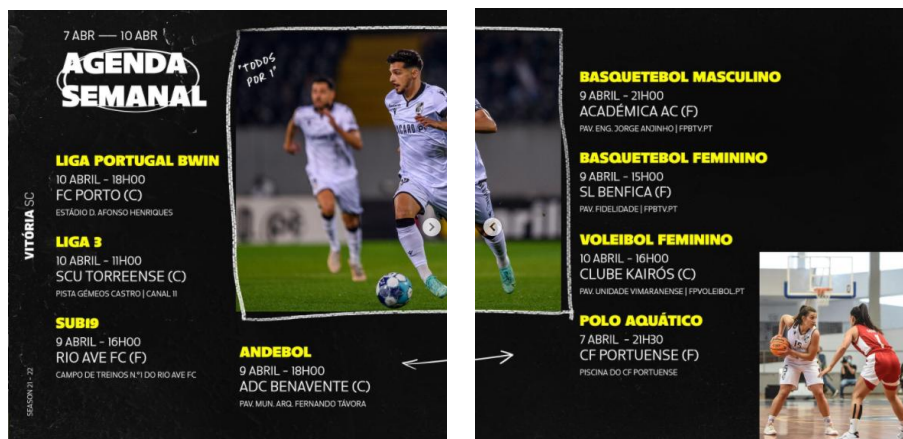 7 ABR — 10 ABR
AGENDA
SEMANAL
"TODOS
POR 1"
LIGA PORTUGAL BWIN
10 ABRIL - 18H00
FC PORTO (C)
ESTÁDIO D. AFONSO HENRIQUES
LIGA 3
10 ABRIL - 11H00
SCU TORREENSE (C)
PISTA GÉMEOS CASTRO | CANAL 11
SUB19
9 ABRIL - 16H00
RIO AVE FC (F)
CAMPO DE TREINOS N.º1 DO RIO AVE FC
VITÓRIA SC
SEASON 21 - 22
ANDEBOL
9 ABRIL - 18H00
ADC BENAVENTE (C)
PAV. MUN. ARQ. FERNANDO TÁVORA
BASQUETEBOL MASCULINO
9 ABRIL - 21H00
ACADÉMICA AC (F)
PAV. ENG. JORGE ANJINHO | FPBTV.PT
BASQUETEBOL FEMININO
9 ABRIL - 15H00
SL BENFICA (F)
PAV. FIDELIDADE | FPBTV.PT
VOLEIBOL FEMININO
10 ABRIL - 16H00
CLUBE KAIRÓS (C)
PAV. UNIDADE VIMARANENSE | FPVOLEIBOL.PT
POLO AQUÁTICO
7 ABRIL - 21H30
CF PORTUENSE (F)
PISCINA DO CF PORTUENSE